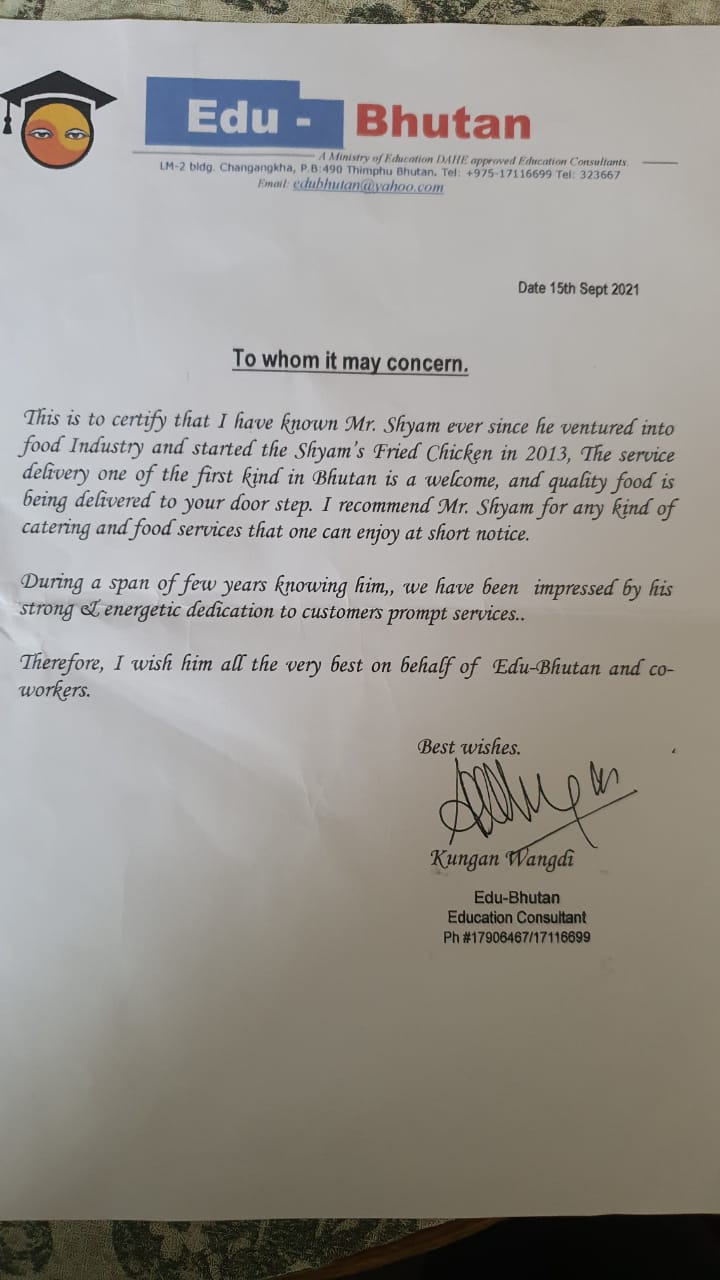 Edu - Bhutan
A Ministry of Education DAHE approved Education Consultants.
LM-2 bldg. Changangkha, P.B:490 Thimphu Bhutan. Tel: +975-17116699 Tel: 323667
Email: edubhutan@yahoo.com
Date 15th Sept 2021
To whom it may concern.
This is to certify that I have known Mr. Shyam ever since he ventured into
food Industry and started the Shyam's Fried Chicken in 2013, The service
delivery one of the first kind in Bhutan is a welcome, and quality food is
being delivered to your door step. I recommend Mr. Shyam for any kind of
catering and food services that one can enjoy at short notice.
During a span of few years knowing him,, we have been impressed by his
strong & energetic dedication to customers prompt services..
Therefore, I wish him all the very best on behalf of Edu-Bhutan and co-
workers.
Best wishes.
Kungan Wangdi
Edu-Bhutan
Education Consultant
Ph #17906467/17116699